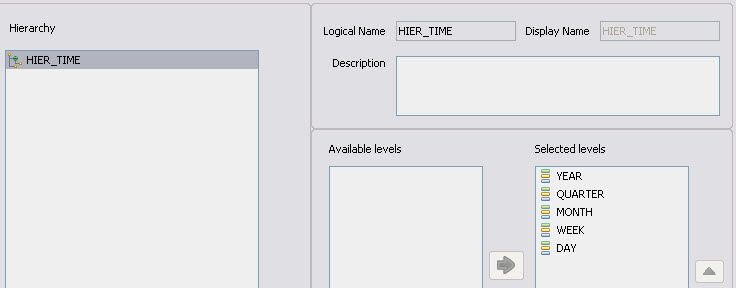 Hierarchy
HIER_TIME
Logical Name HIER_TIME Display Name HIER_TIME
Description
Available levels
Selected levels
YEAR
QUARTER
MONTH
WEEK
DAY